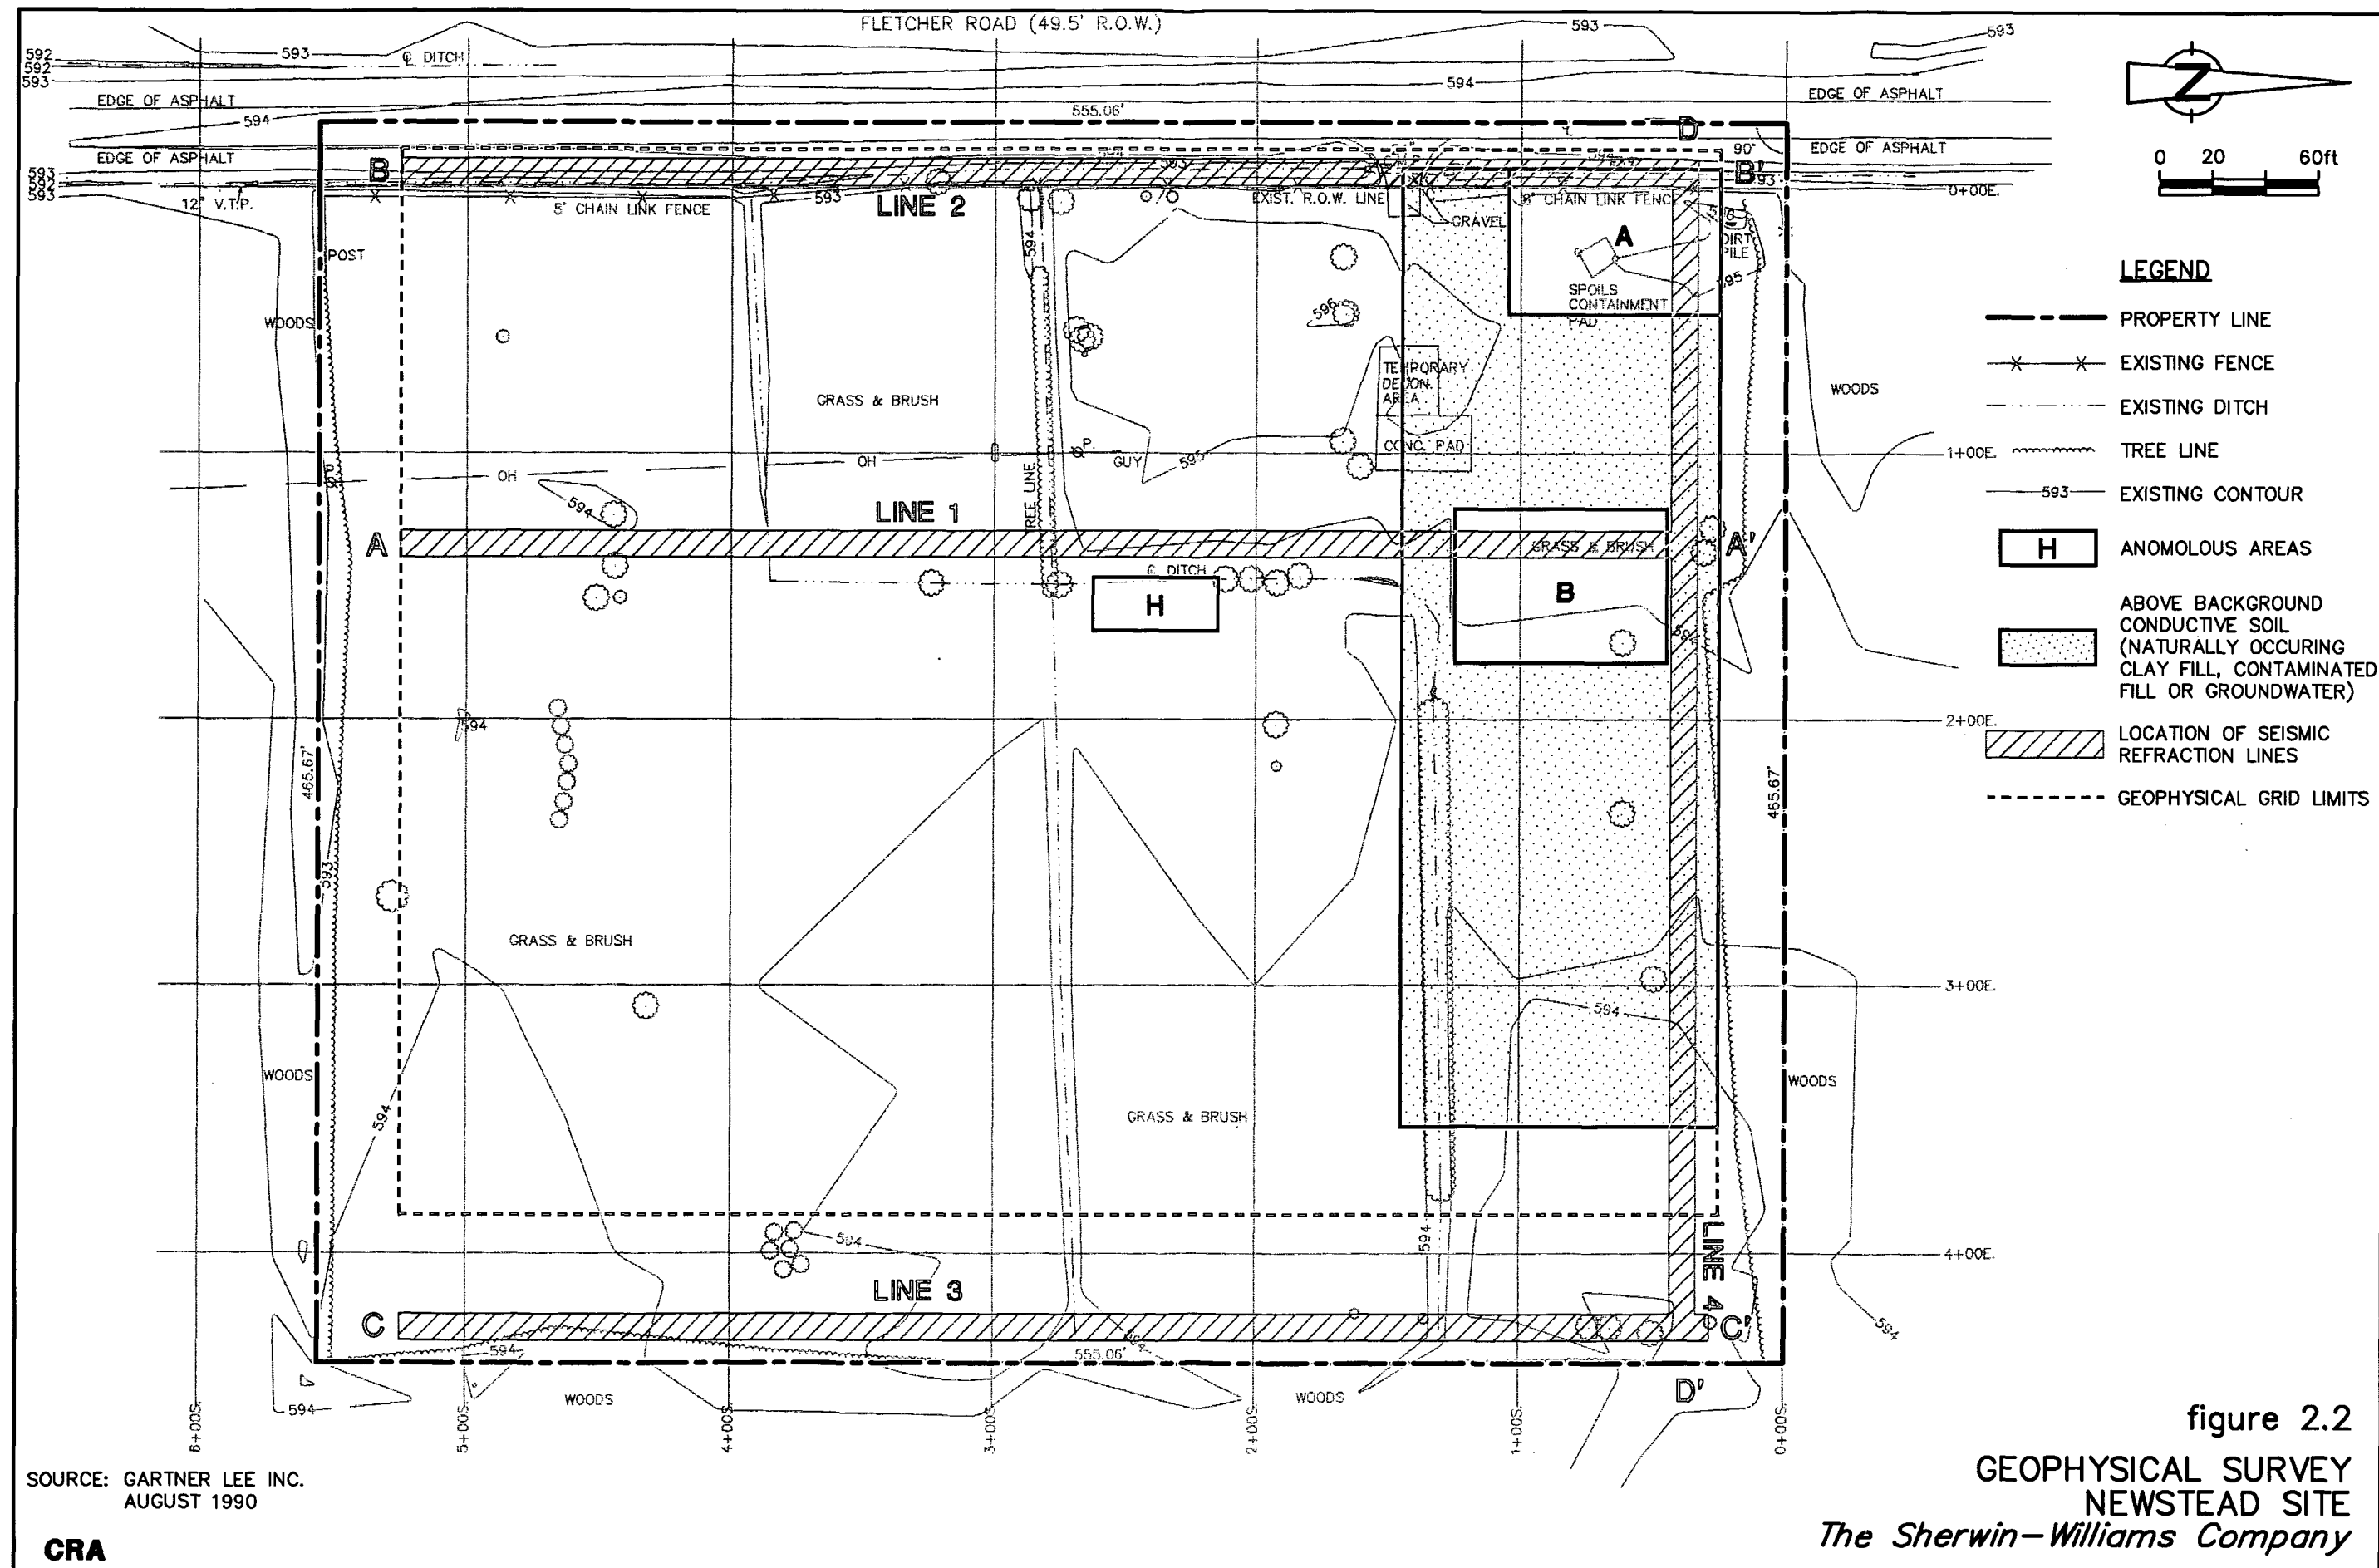 FLETCHER ROAD (49.5' R.O.W.)
592
592
593
593
℄ DITCH
593
593
594
EDGE OF ASPHALT
594
555.06'
EDGE OF ASPHALT
EDGE OF ASPHALT
EDGE OF ASPHALT
D
90°
B
B'
593
592
593
593
593
594
93
0+00E.
12" V.T.P.
8' CHAIN LINK FENCE
593
LINE 2
EXIST. R.O.W. LINE
8' CHAIN LINK FENCE
GRAVEL
POST
594
A
DIRT
PILE
595
SPOILS
CONTAINMENT
PAD
WOODS
596
TEMPORARY
DECON.
AREA
CONC. PAD
WOODS
GRASS & BRUSH
P.
P.
OH
OH
GUY
595
1+00E.
594
TREE LINE
LINE 1
A
A'
GRASS & BRUSH
℄ DITCH
H
B
594
2+00E.
465.67'
465.67'
593
GRASS & BRUSH
3+00E.
594
WOODS
WOODS
594
GRASS & BRUSH
594
594
4+00E.
LINE 3
LINE 4
C
C'
594
594
555.06'
594
WOODS
WOODS
D'
6+00S.
5+00S.
4+00S.
3+00S.
2+00S.
1+00S.
0+00S.
Z
0 20 60ft
LEGEND
PROPERTY LINE
EXISTING FENCE
EXISTING DITCH
TREE LINE
593 EXISTING CONTOUR
H ANOMOLOUS AREAS
ABOVE BACKGROUND
CONDUCTIVE SOIL
(NATURALLY OCCURING
CLAY FILL, CONTAMINATED
FILL OR GROUNDWATER)
LOCATION OF SEISMIC
REFRACTION LINES
GEOPHYSICAL GRID LIMITS
figure 2.2
GEOPHYSICAL SURVEY
NEWSTEAD SITE
The Sherwin-Williams Company
SOURCE: GARTNER LEE INC.
AUGUST 1990
CRA